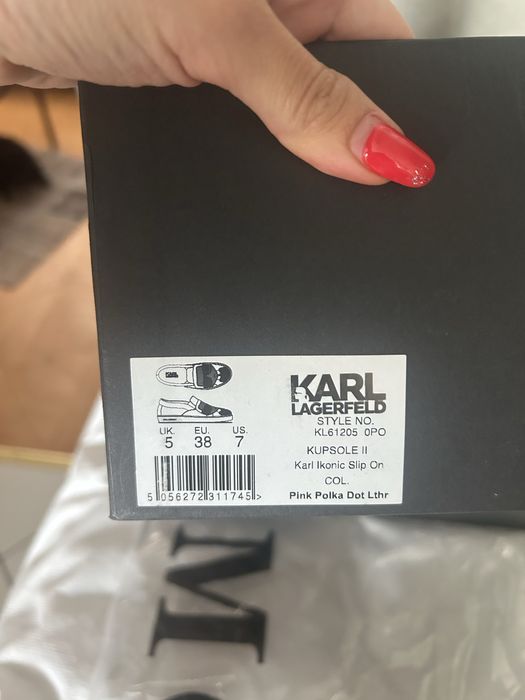 KARL
KARL
LAGERFELD
STYLE NO.
KL61205 0PO
UK. EU. US.
5 38 7
KUPSOLE II
Karl Ikonic Slip On
COL.
Pink Polka Dot Lthr
5 056272 311745 >
M